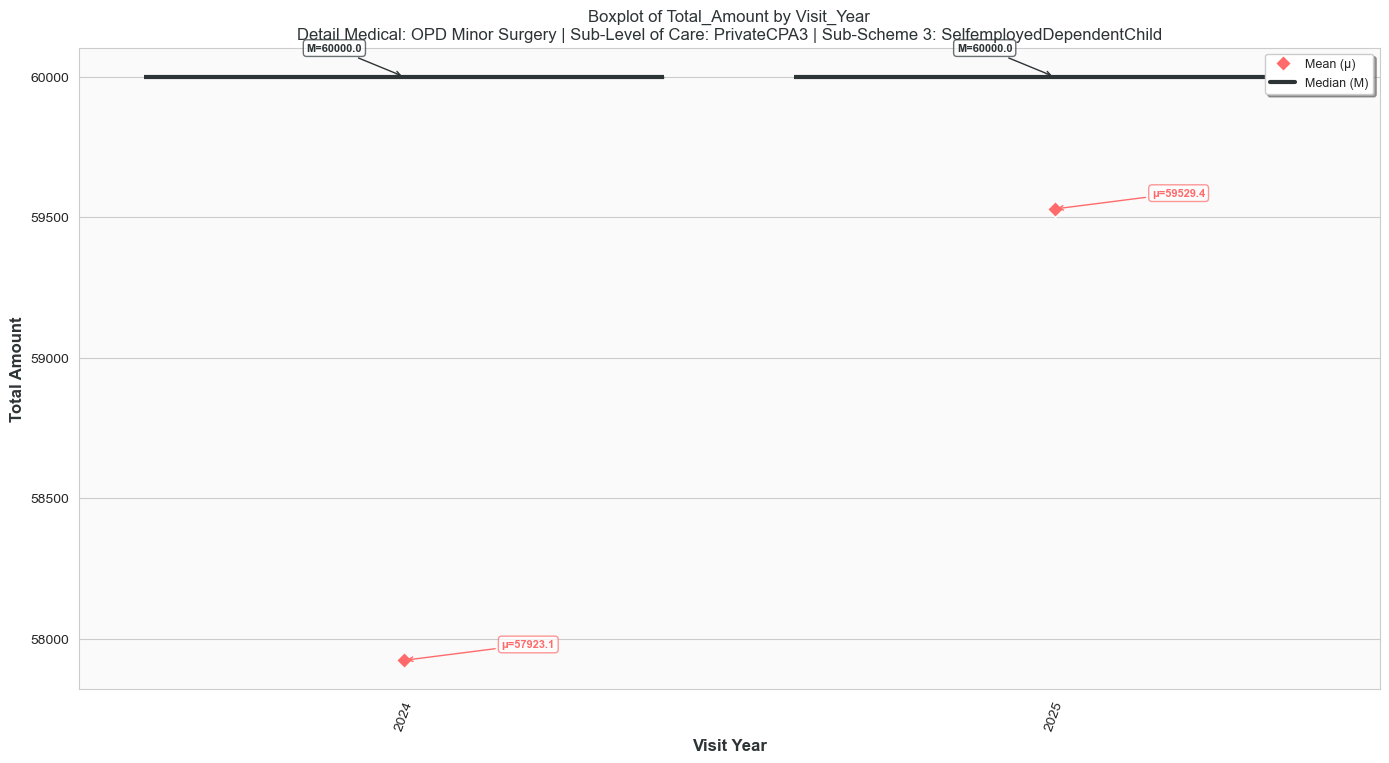 Boxplot of Total_Amount by Visit_Year
Detail Medical: OPD Minor Surgery | Sub-Level of Care: PrivateCPA3 | Sub-Scheme 3: SelfemployedDependentChild
M=60000.0
M=60000.0
Mean (μ)
Median (M)
60000
59500
59000
58500
58000
μ=59529.4
μ=57923.1
Total Amount
2024
2025
Visit Year